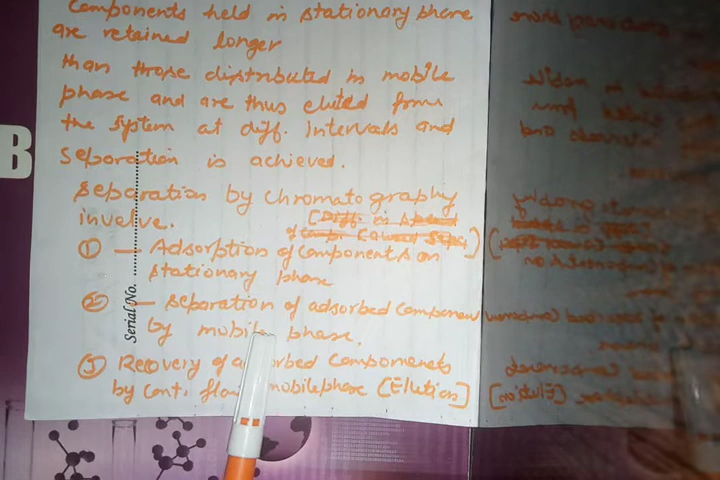 Components held in stationary phase
are retained longer
than those distributed in mobile
phase and are thus eluted from
the system at diff. intervals and
Separation is achieved.
Separation by chromatography
involve.
① — Adsorption of components on
stationary phase
② — Separation of adsorbed Componen
by mobile phase.
③ Recovery of adsorbed Components
by Cont. flow mobile phase [Elution]
B
Serial No.